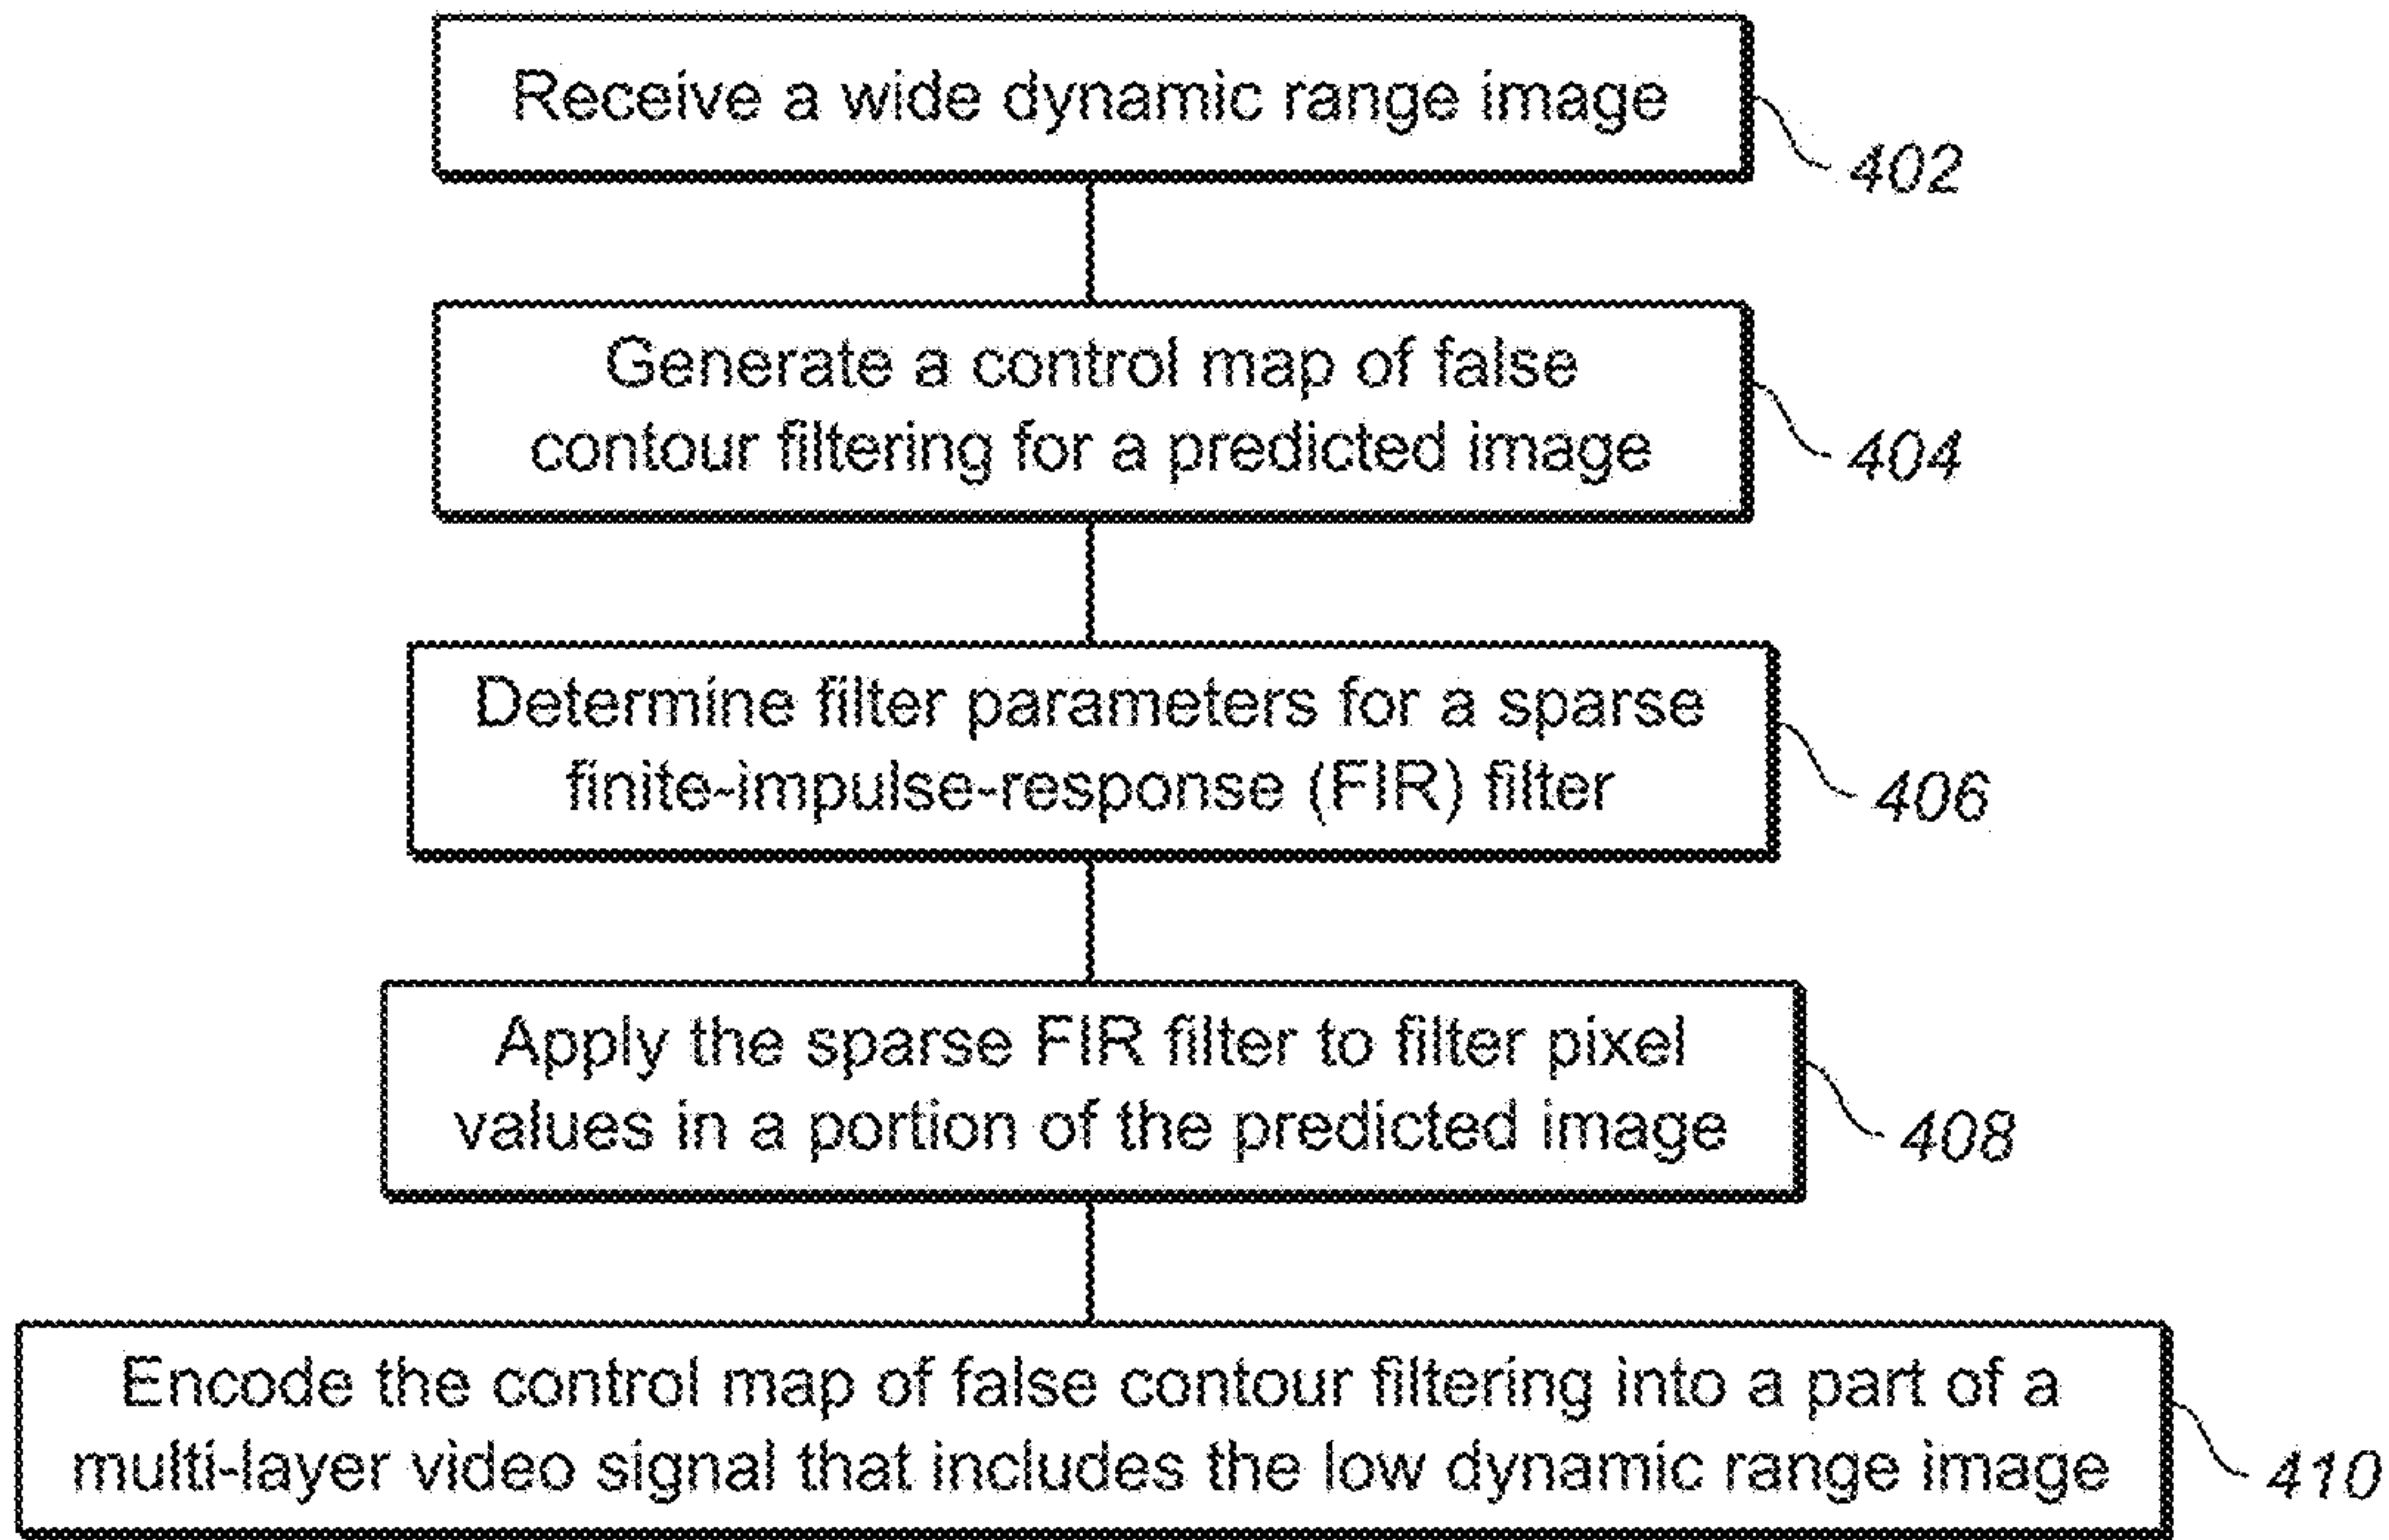 Receive a wide dynamic range image
402
Generate a control map of false
contour filtering for a predicted image
404
Determine filter parameters for a sparse
finite-impulse-response (FIR) filter
406
Apply the sparse FIR filter to filter pixel
values in a portion of the predicted image
408
Encode the control map of false contour filtering into a part of a
multi-layer video signal that includes the low dynamic range image
410